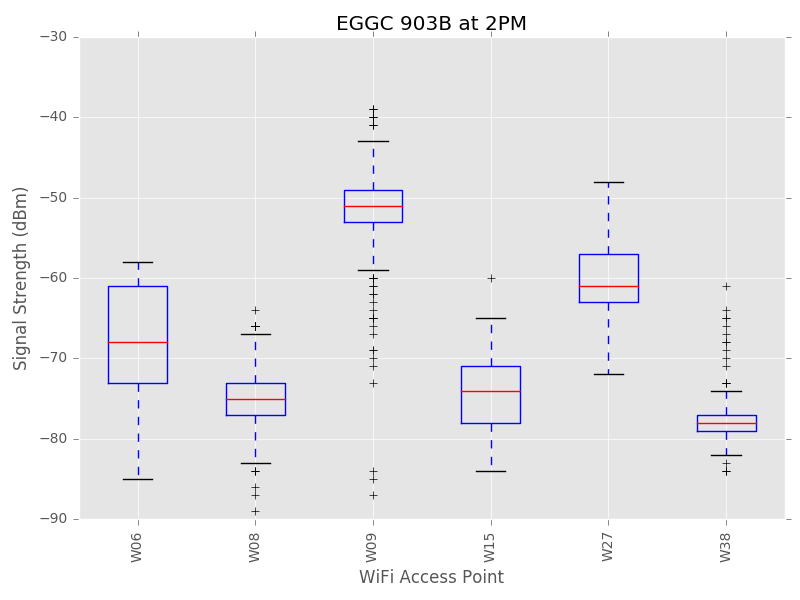 EGGC 903B at 2PM
−30
−40
−50
−60
−70
−80
−90
Signal Strength (dBm)
W06
W08
W09
W15
W27
W38
WiFi Access Point